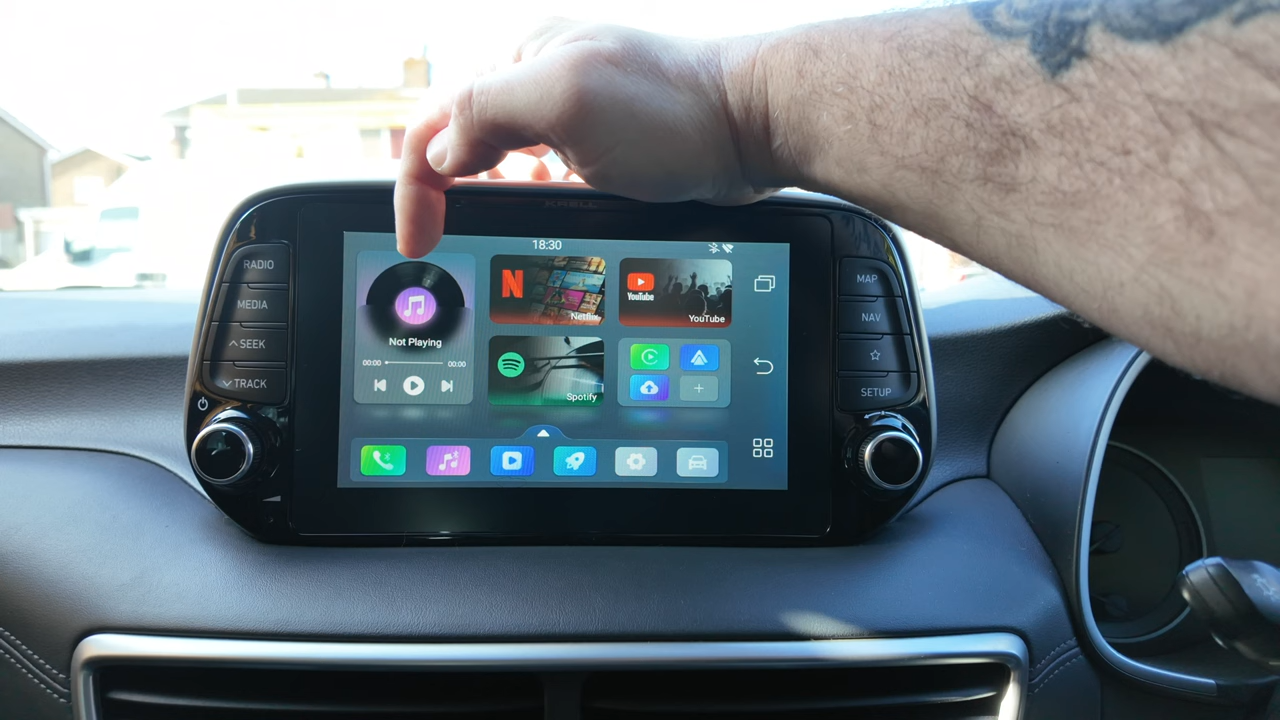 KRELL
RADIO
MEDIA
SEEK
TRACK
18:30
Not Playing
00:00
00:00
N
Netflix
YouTube
YouTube
Spotify
MAP
NAV
SETUP